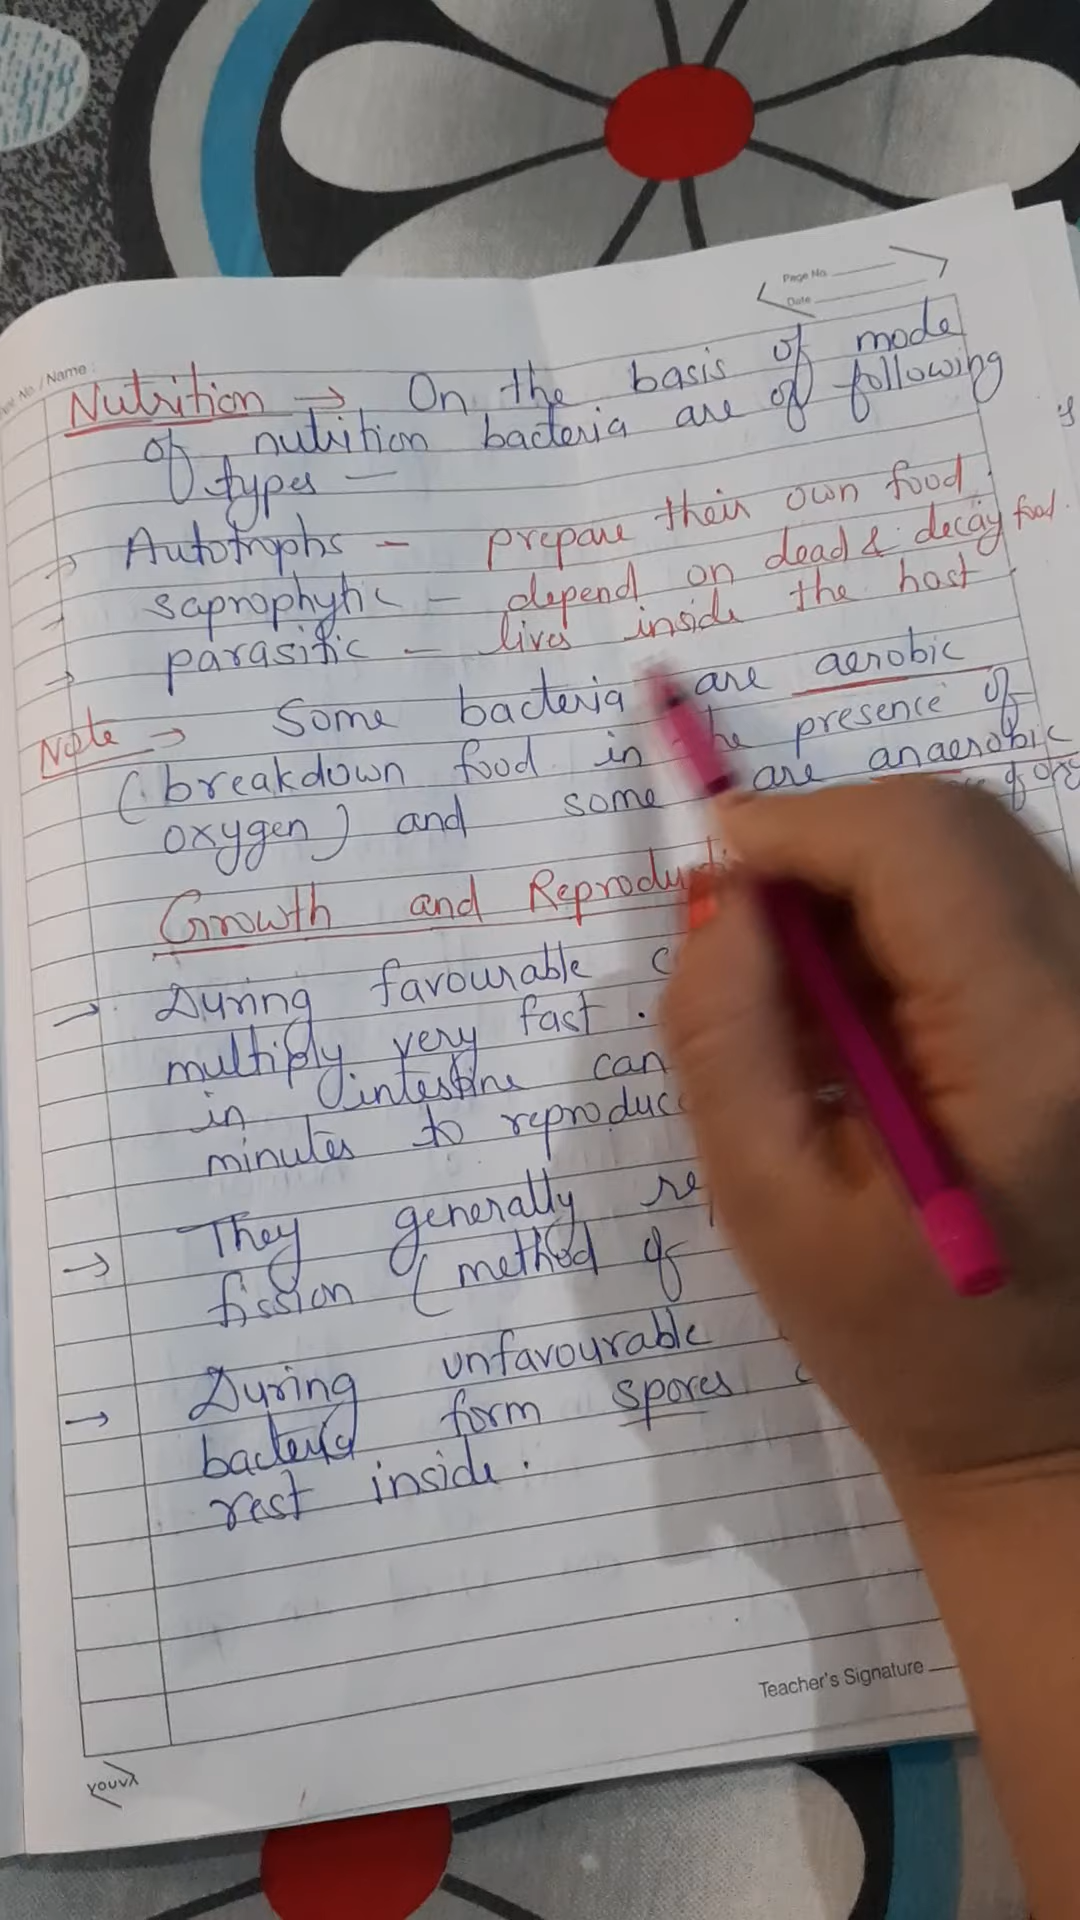 Page No.
Date
No. / Name :
Nutrition → On the basis of mode
of nutrition bacteria are of following
types -
→ Autotrophs - prepare their own food.
→ saprophytic - depend on dead & decay food.
→ parasitic - lives inside the host
Note → Some bacteria are aerobic
(breakdown food in the presence of
oxygen) and some are anaerobic
of
Growth and Reproducti
→ During favourable c
multiply very fast.
in intestine can
minutes to reproduc
→ They generally re
fission (method of
→ During unfavourable
bacteria form spores
rest inside.
Teacher's Signature
YOUVA